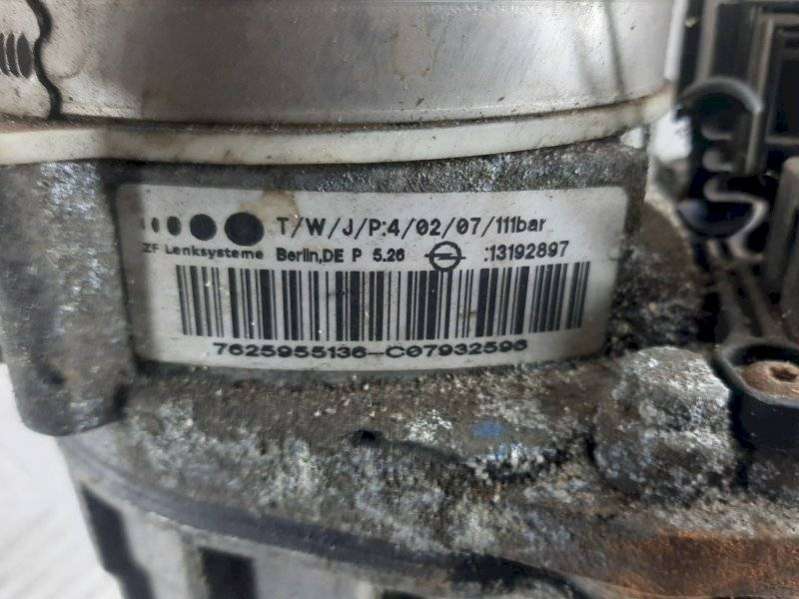 T/W/J/P:4/02/07/111bar
ZF Lenksysteme Berlin,DE P 5.26 :13192897
7625955136-C07932596